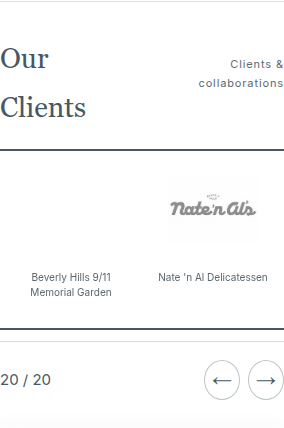 Our
Clients
Clients &
collaborations
Nate'n Al's
Beverly Hills 9/11
Memorial Garden
Nate 'n Al Delicatessen
20 / 20
← →